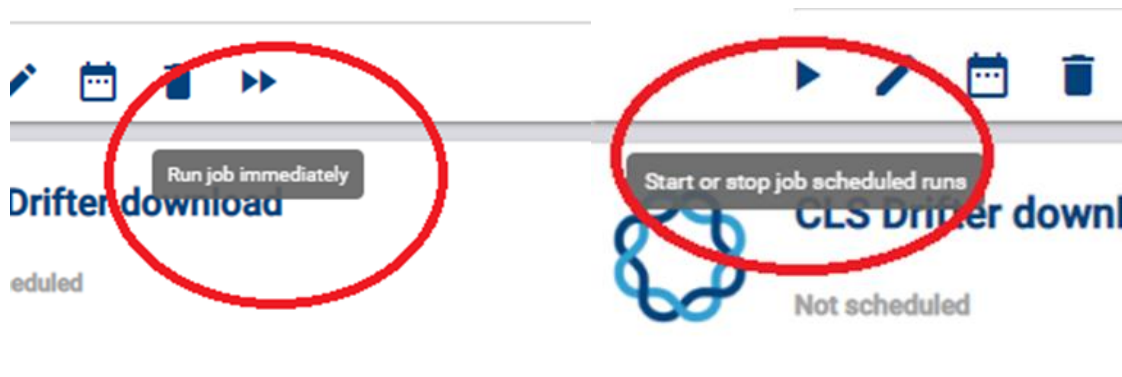 Run job immediately
Drifter download
eduled
Start or stop job scheduled runs
CLS Drifter downl
Not scheduled